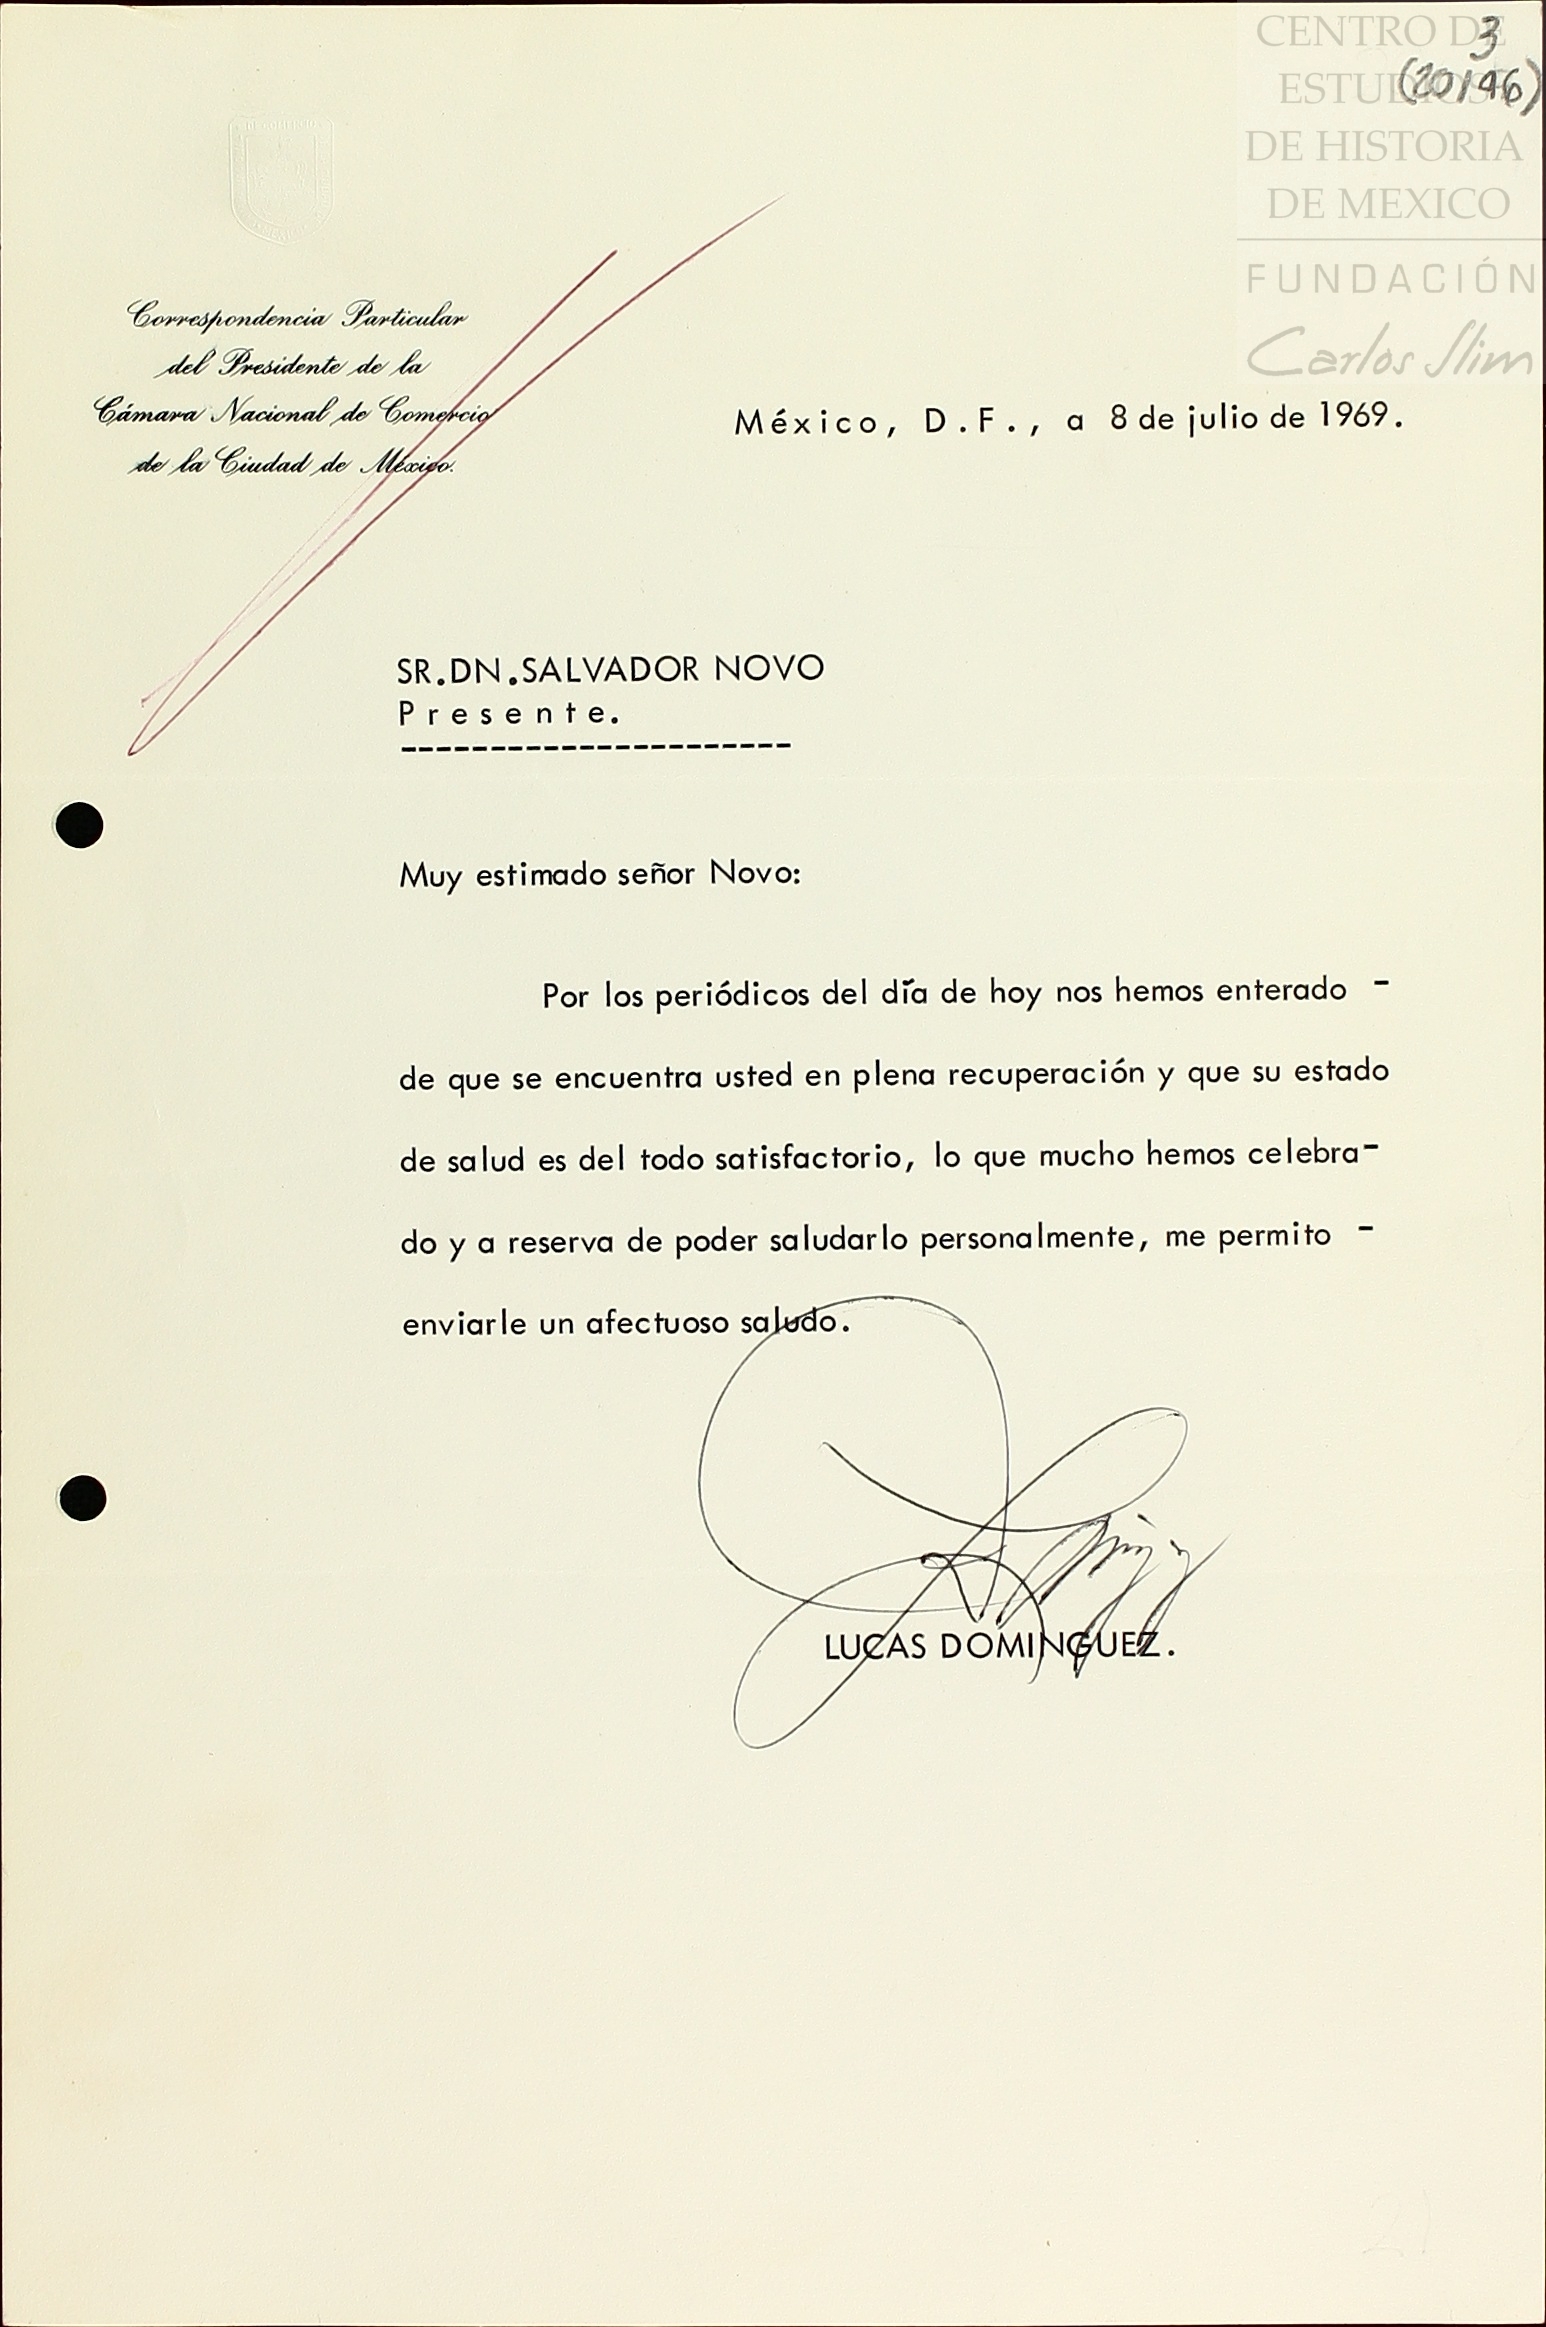 CENTRO DE
ESTUDIOS
DE HISTORIA
DE MEXICO
FUNDACIÓN
Carlos Slim
3
(20/46)
Correspondencia Particular
del Presidente de la
Cámara Nacional de Comercio
de la Ciudad de México.
México, D.F., a 8 de julio de 1969.
SR.DN.SALVADOR NOVO
Presente.
----------------------
Muy estimado señor Novo:
Por los periódicos del día de hoy nos hemos enterado -
de que se encuentra usted en plena recuperación y que su estado
de salud es del todo satisfactorio, lo que mucho hemos celebra-
do y a reserva de poder saludarlo personalmente, me permito -
enviarle un afectuoso saludo.
LUCAS DOMINGUEZ.